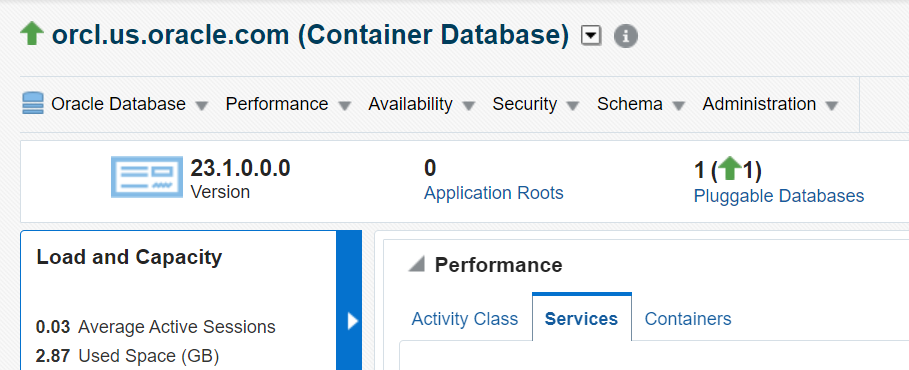 orcl.us.oracle.com (Container Database)
Oracle Database Performance Availability Security Schema Administration
23.1.0.0.0 0 1 (1)
Version Application Roots Pluggable Databases
Load and Capacity
0.03 Average Active Sessions
2.87 Used Space (GB)
Performance
Activity Class Services Containers